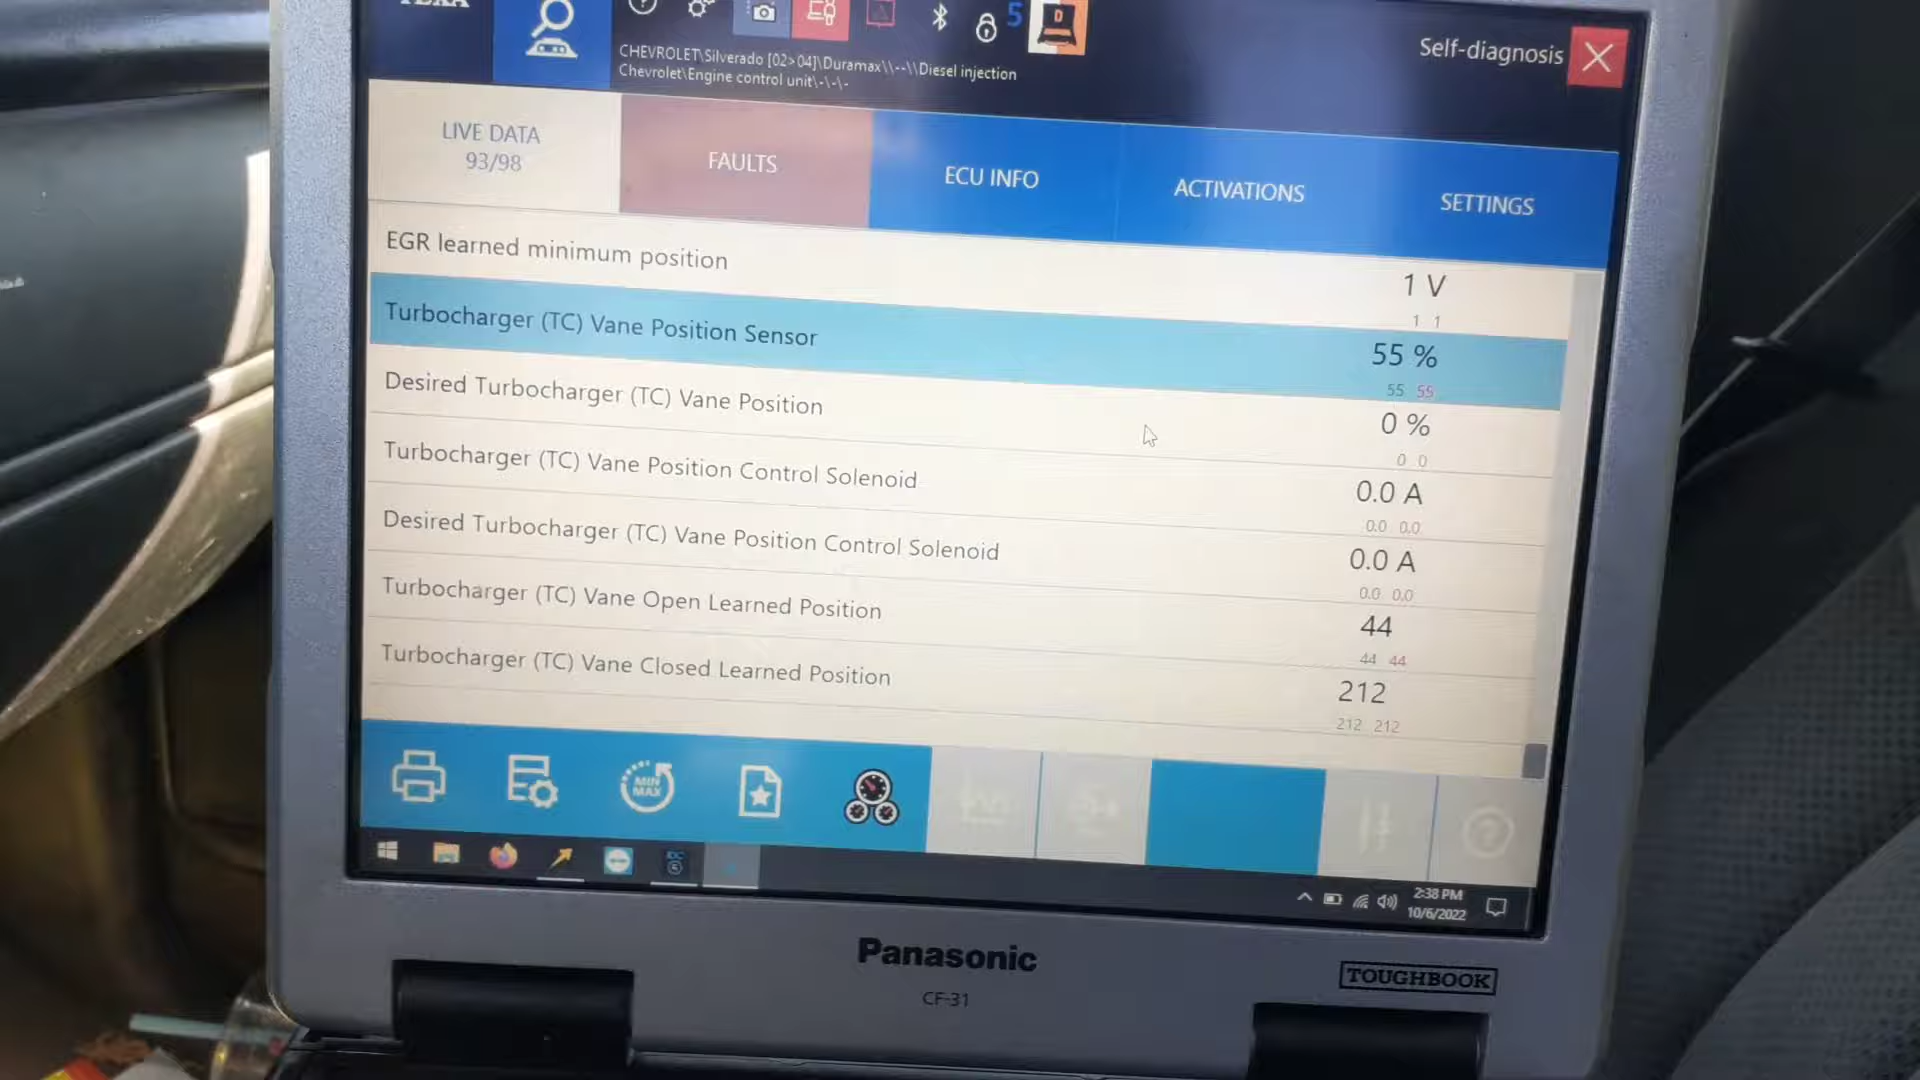 TEXA
5
D
CHEVROLET\Silverado [02>04]\Duramax\\--\\Diesel injection
Chevrolet\Engine control unit\-\-\-
Self-diagnosis
LIVE DATA
93/98
FAULTS
ECU INFO
ACTIVATIONS
SETTINGS
EGR learned minimum position
1 V
1 1
Turbocharger (TC) Vane Position Sensor
55 %
55 55
Desired Turbocharger (TC) Vane Position
0 %
0 0
Turbocharger (TC) Vane Position Control Solenoid
0.0 A
0.0 0.0
Desired Turbocharger (TC) Vane Position Control Solenoid
0.0 A
0.0 0.0
Turbocharger (TC) Vane Open Learned Position
44
44 44
Turbocharger (TC) Vane Closed Learned Position
212
212 212
MIN
MAX
IDC
5
2:38 PM
10/6/2022
Panasonic
TOUGHBOOK
CF-31